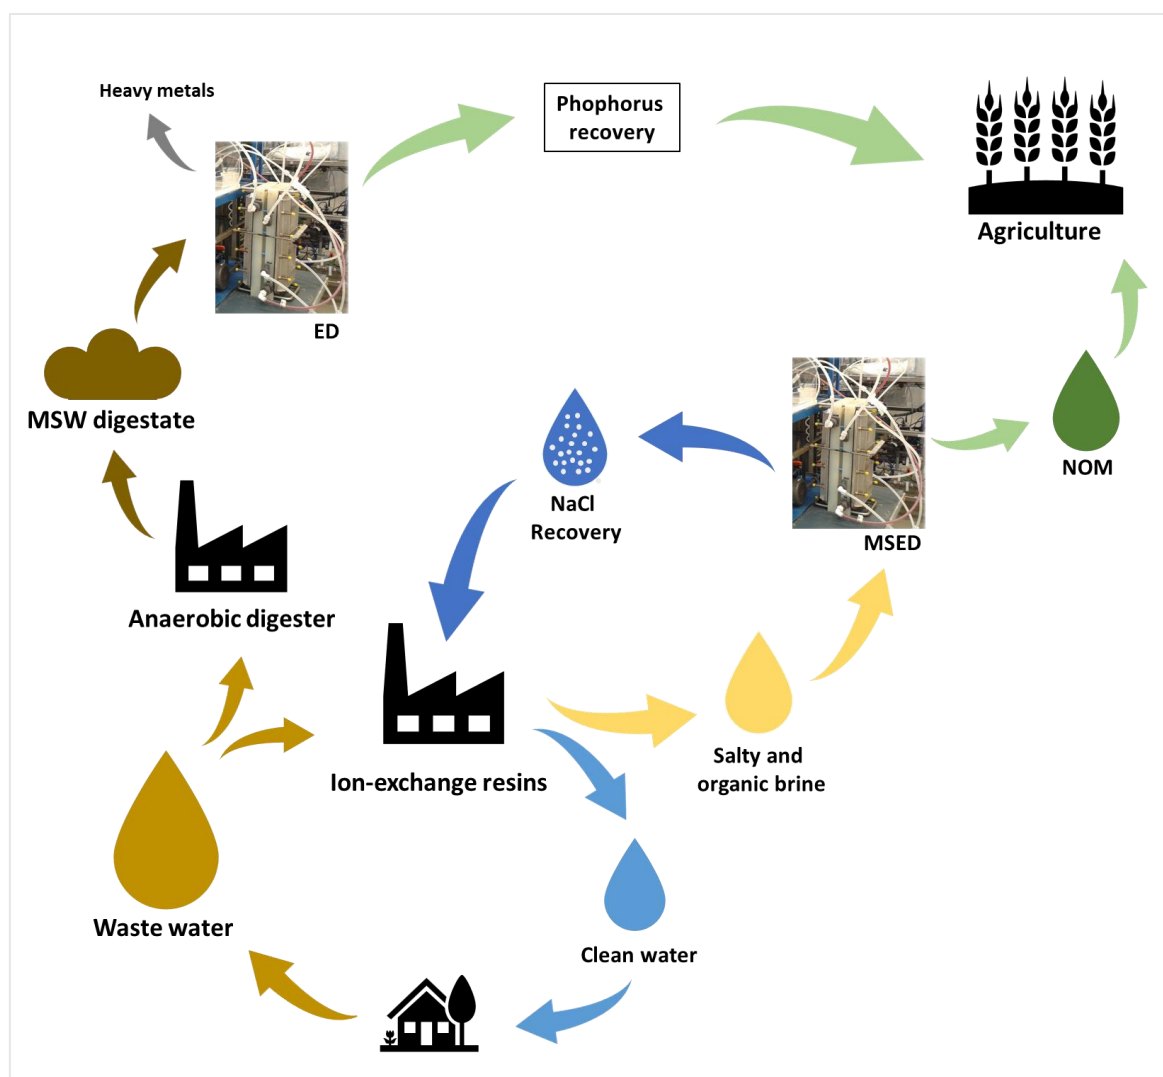 Heavy metals
Phophorus
recovery
Agriculture
ED
MSW digestate
NOM
NaCl
Recovery
MSED
Anaerobic digester
Salty and
organic brine
Ion-exchange resins
Waste water
Clean water